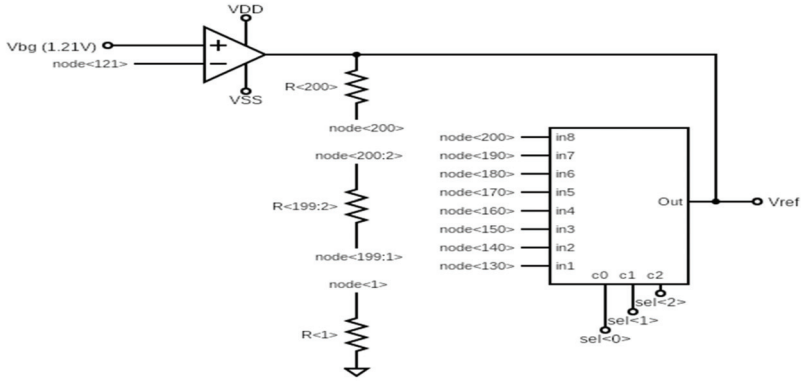 VDD
Vbg (1.21V)
node<121>
VSS
R<200>
node<200>
node<200:2>
R<199:2>
node<199:1>
node<1>
R<1>
node<200> in8
node<190> in7
node<180> in6
node<170> in5
node<160> in4
node<150> in3
node<140> in2
node<130> in1
Out
Vref
c0 c1 c2
sel<2>
sel<1>
sel<0>